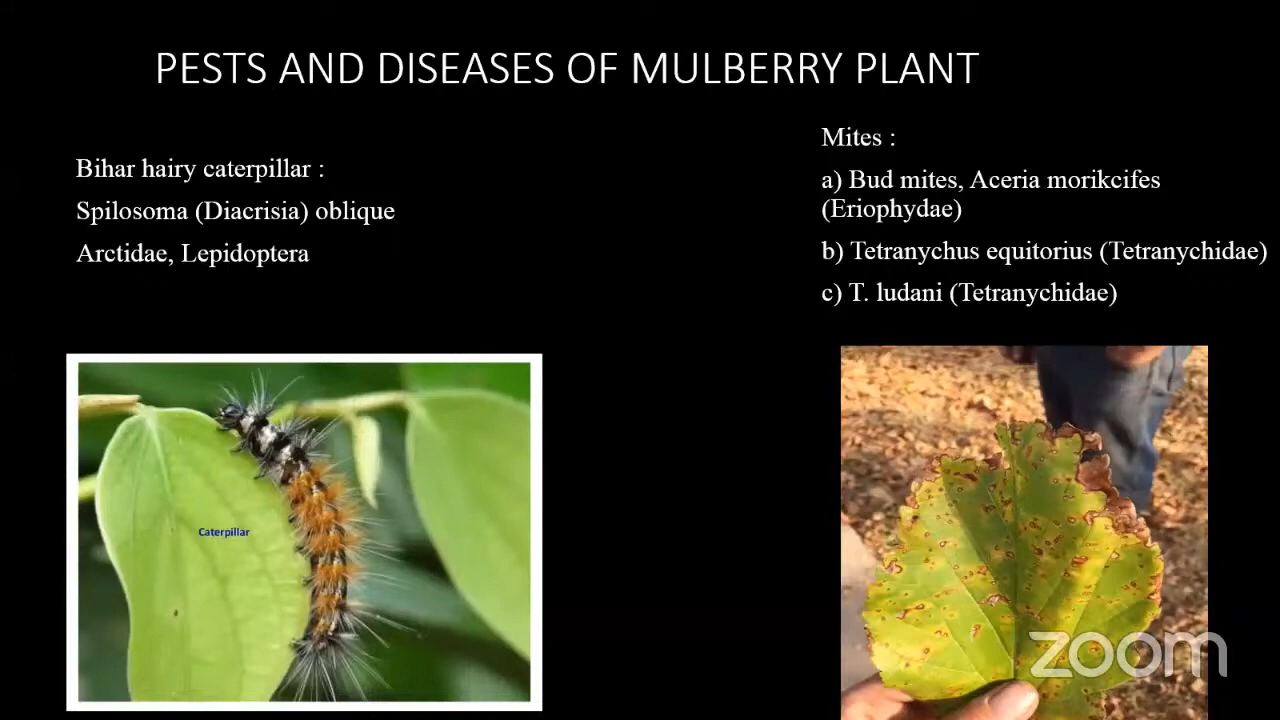 PESTS AND DISEASES OF MULBERRY PLANT
Bihar hairy caterpillar :
Spilosoma (Diacrisia) oblique
Arctidae, Lepidoptera
Mites :
a) Bud mites, Aceria morikcifes
(Eriophydae)
b) Tetranychus equitorius (Tetranychidae)
c) T. ludani (Tetranychidae)
Caterpillar
zoom